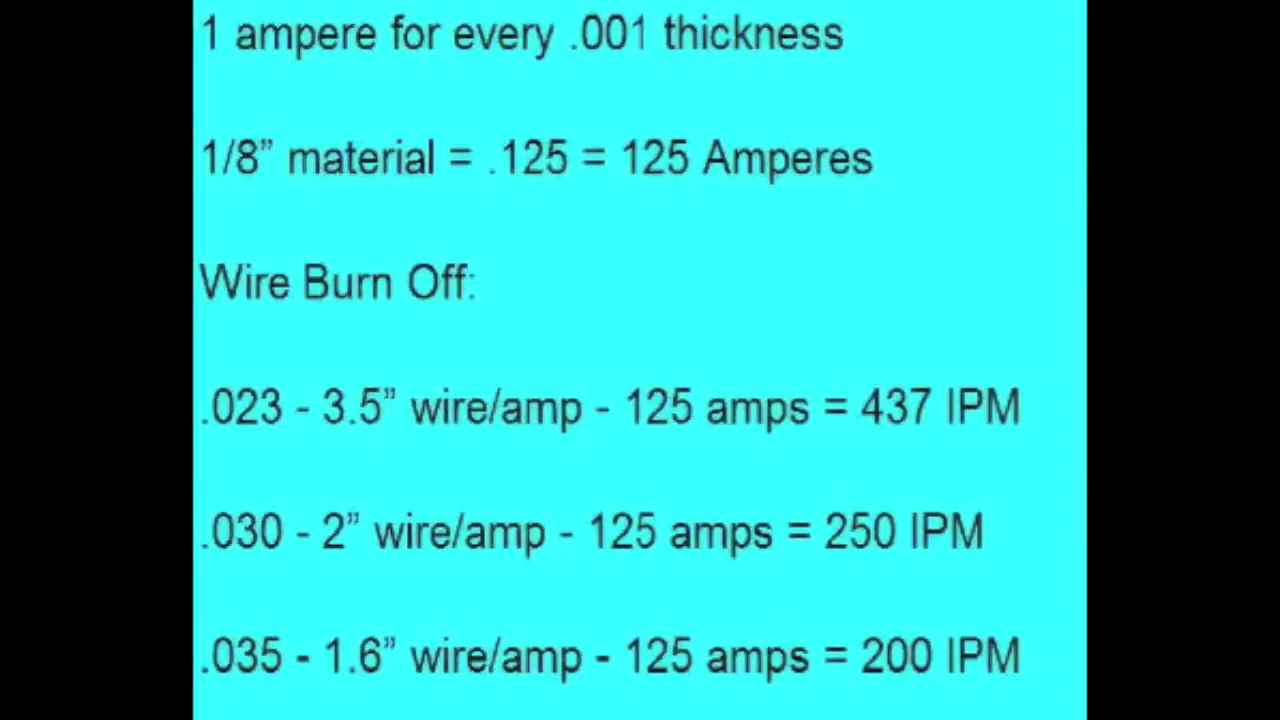 1 ampere for every .001 thickness
1/8” material = .125 = 125 Amperes
Wire Burn Off:
.023 - 3.5” wire/amp - 125 amps = 437 IPM
.030 - 2” wire/amp - 125 amps = 250 IPM
.035 - 1.6” wire/amp - 125 amps = 200 IPM